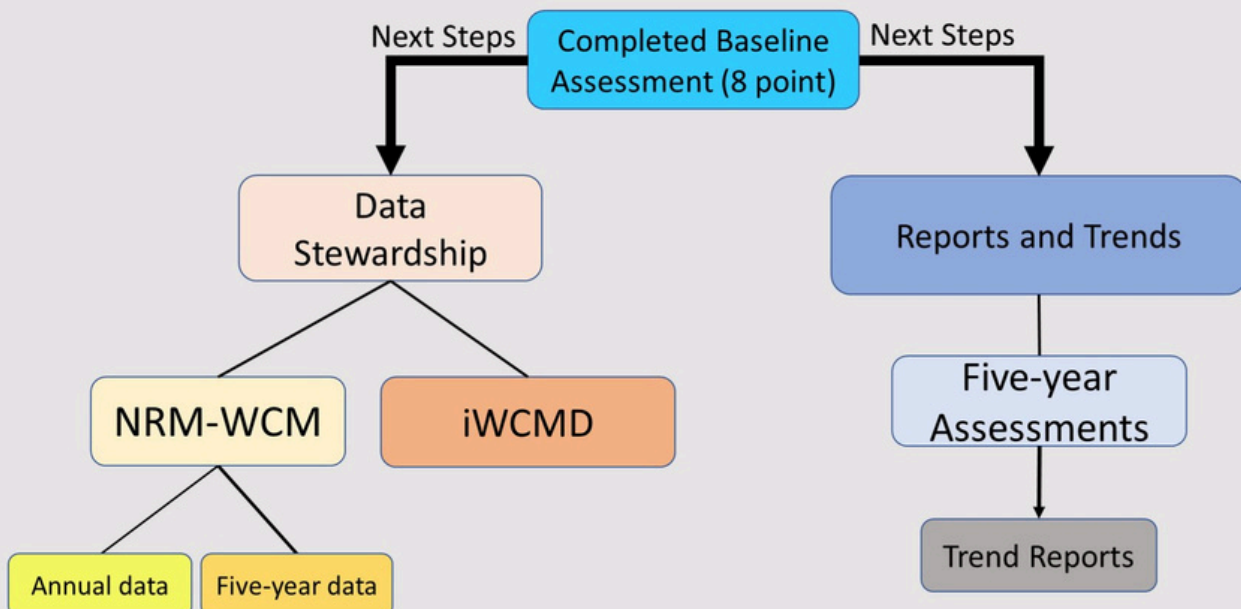 Next Steps
Completed Baseline
Assessment (8 point)
Next Steps
Data
Stewardship
Reports and Trends
NRM-WCM
iWCMD
Five-year
Assessments
Annual data
Five-year data
Trend Reports